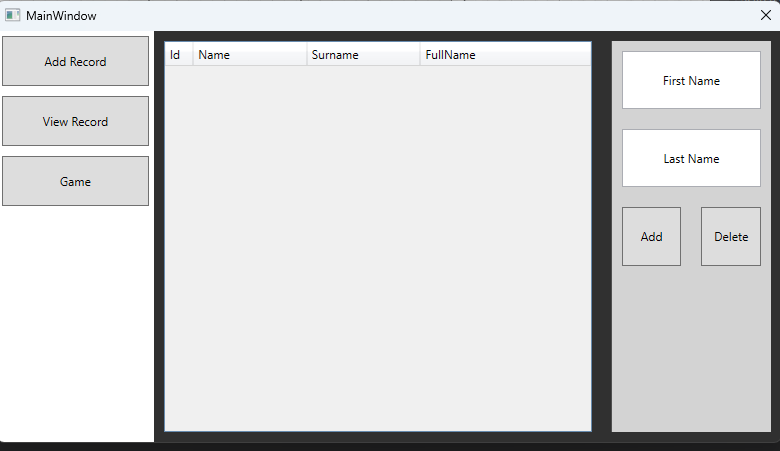 MainWindow
Add Record
View Record
Game
Id Name Surname FullName
First Name
Last Name
Add Delete